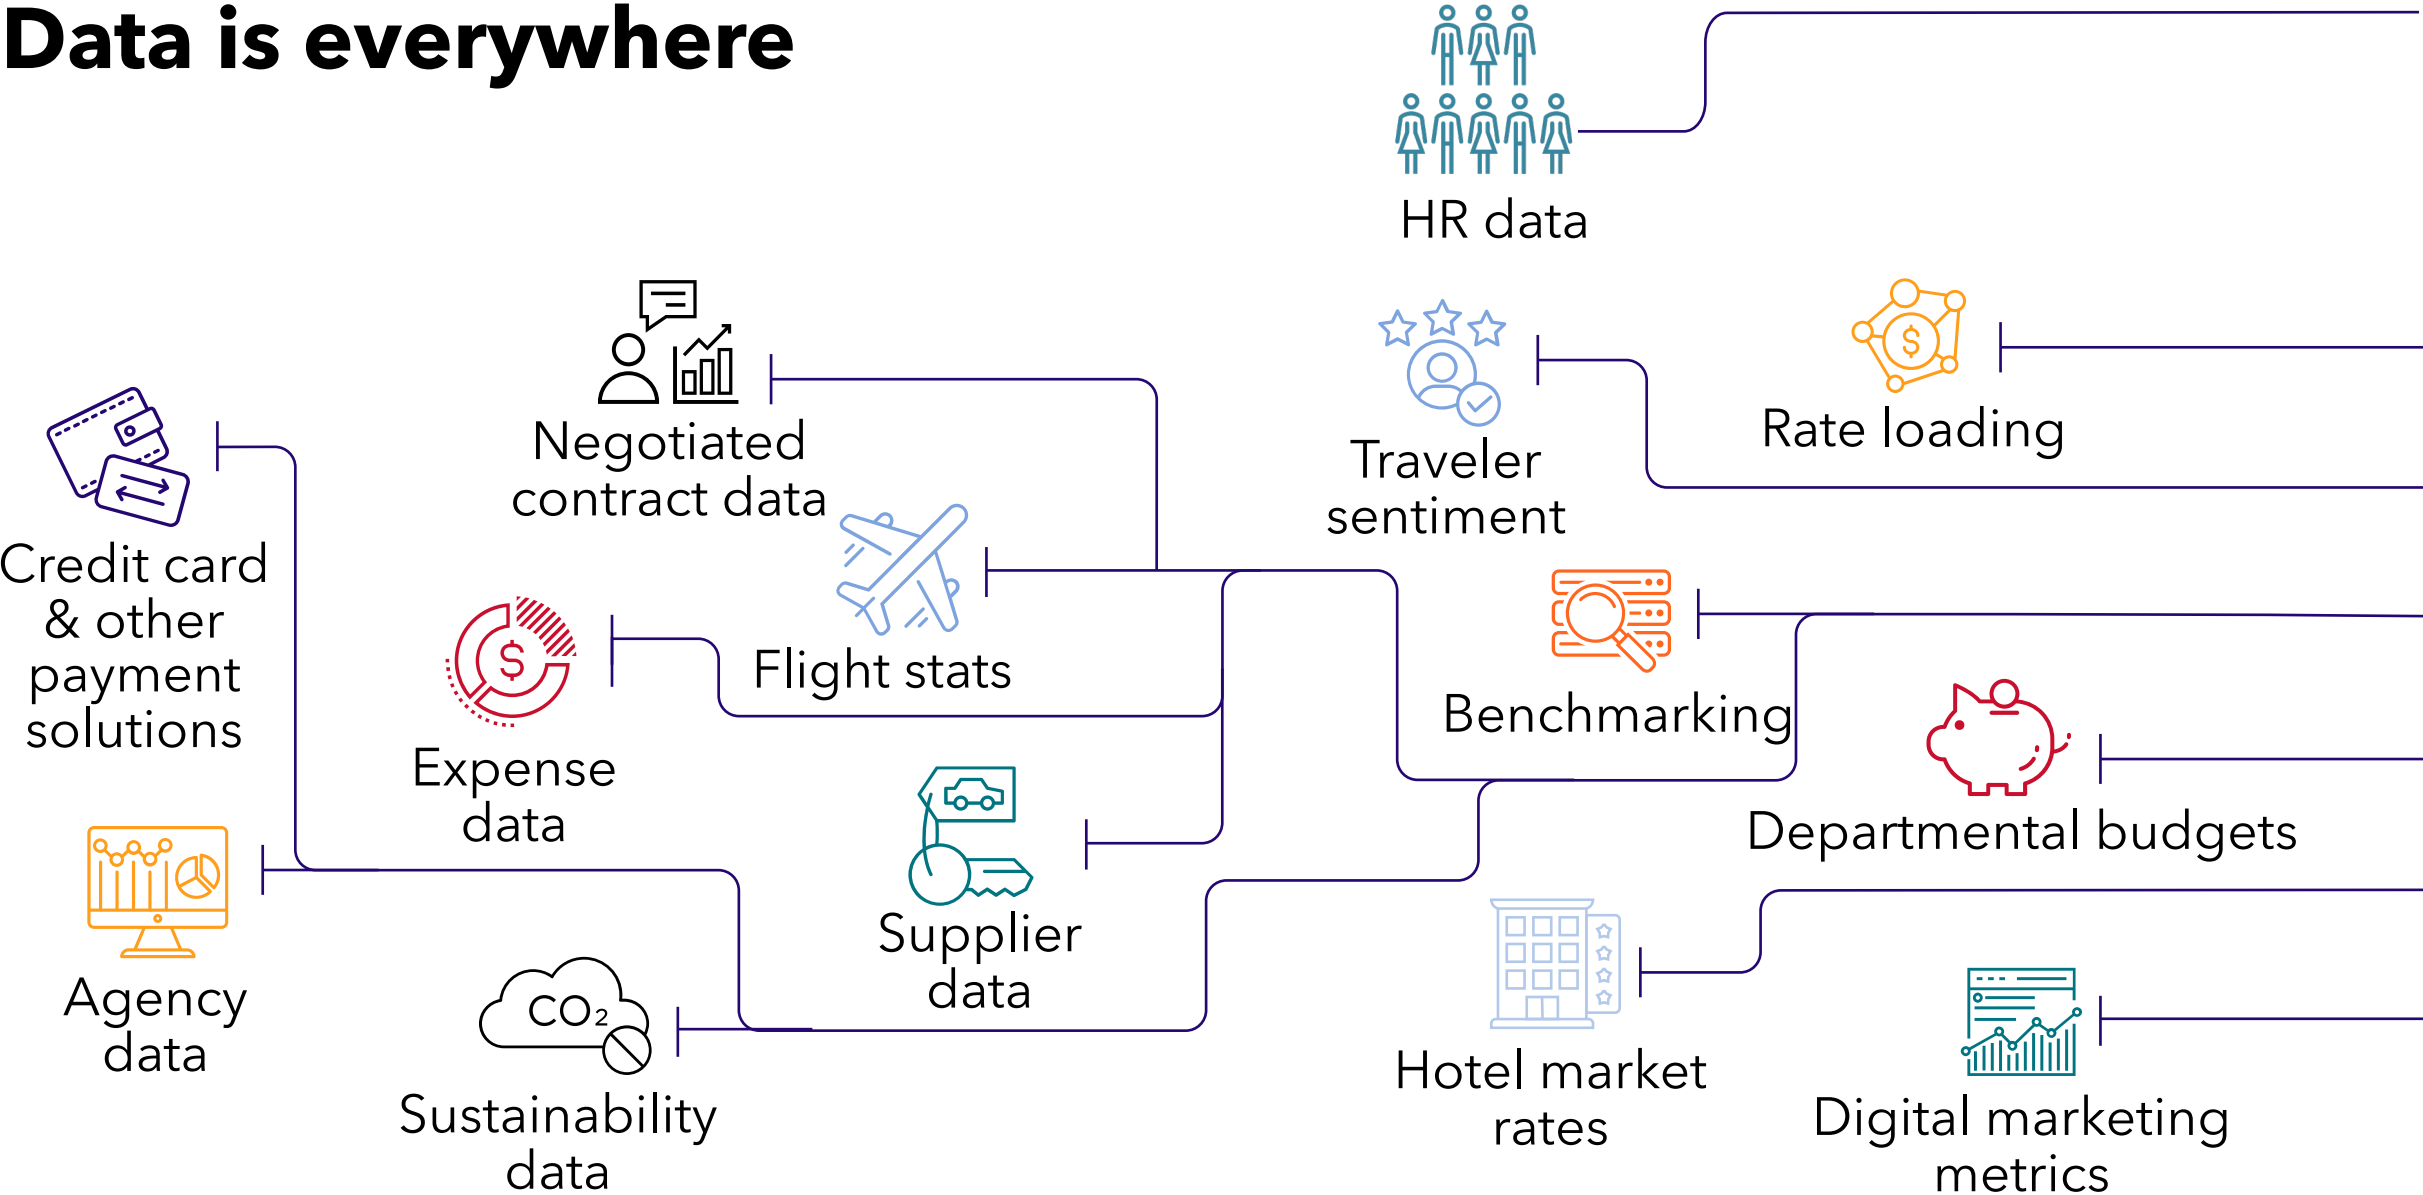 Data is everywhere
HR data
Negotiated
contract data
Traveler
sentiment
$
Rate loading
Credit card
& other
payment
solutions
$
Expense
data
Flight stats
Benchmarking
Departmental budgets
Agency
data
Supplier
data
CO₂
Sustainability
data
Hotel market
rates
Digital marketing
metrics